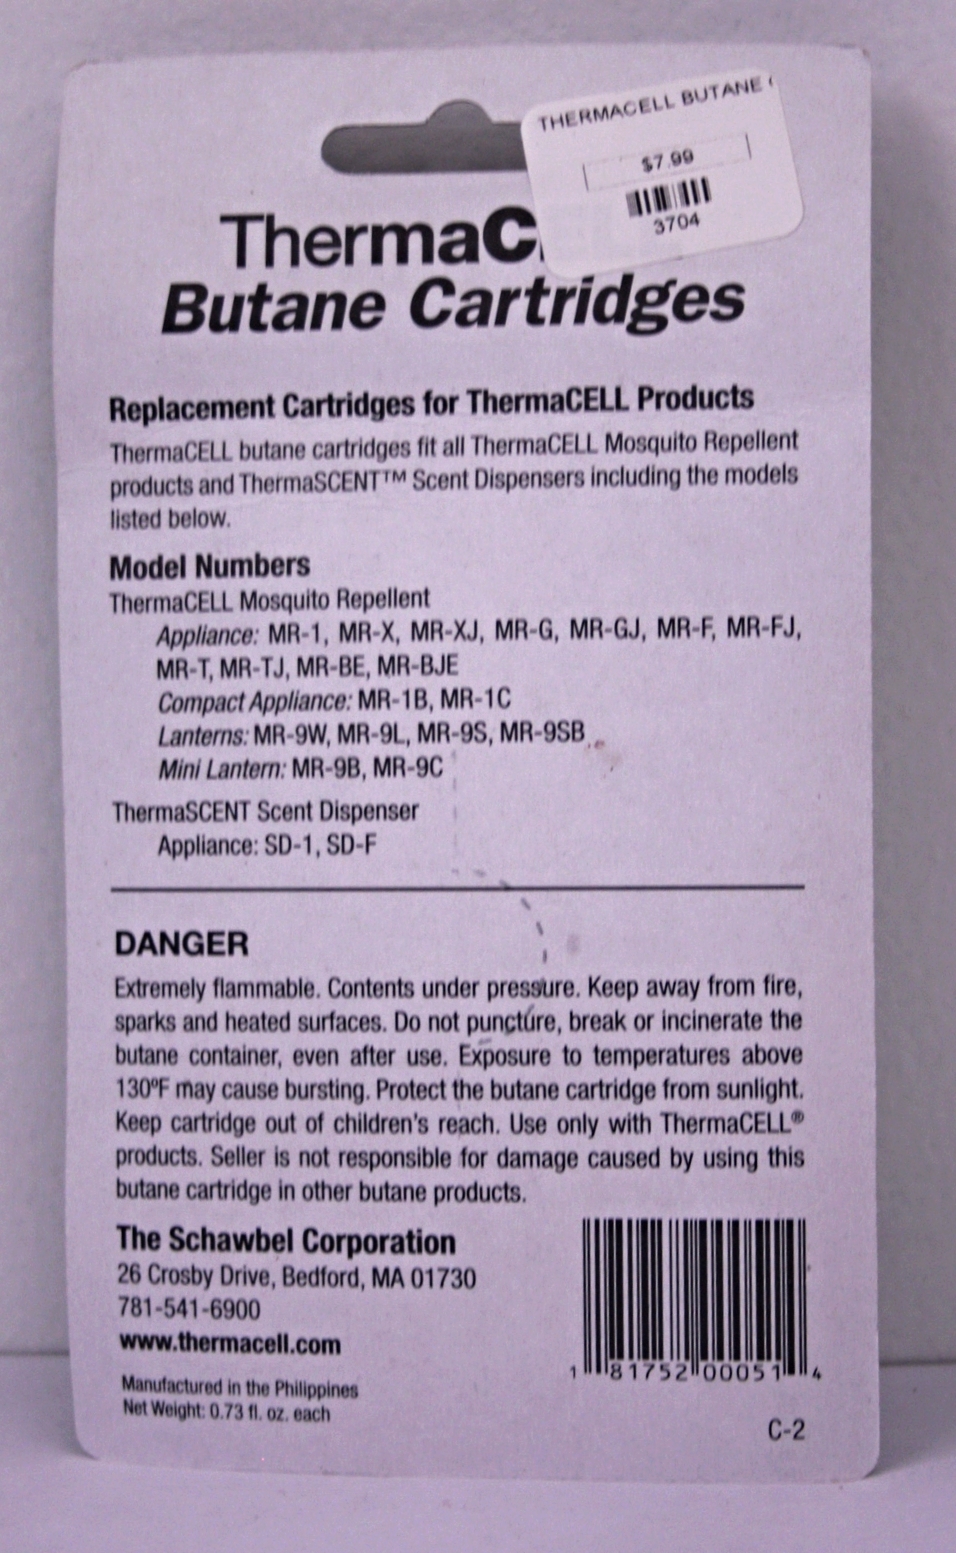 THERMACELL BUTANE
$7.99
3704
ThermaC
Butane Cartridges
Replacement Cartridges for ThermaCELL Products
ThermaCELL butane cartridges fit all ThermaCELL Mosquito Repellent
products and ThermaSCENT™ Scent Dispensers including the models
listed below.
Model Numbers
ThermaCELL Mosquito Repellent
Appliance: MR-1, MR-X, MR-XJ, MR-G, MR-GJ, MR-F, MR-FJ,
MR-T, MR-TJ, MR-BE, MR-BJE
Compact Appliance: MR-1B, MR-1C
Lanterns: MR-9W, MR-9L, MR-9S, MR-9SB
Mini Lantern: MR-9B, MR-9C
ThermaSCENT Scent Dispenser
Appliance: SD-1, SD-F
DANGER
Extremely flammable. Contents under pressure. Keep away from fire,
sparks and heated surfaces. Do not puncture, break or incinerate the
butane container, even after use. Exposure to temperatures above
130ºF may cause bursting. Protect the butane cartridge from sunlight.
Keep cartridge out of children's reach. Use only with ThermaCELL®
products. Seller is not responsible for damage caused by using this
butane cartridge in other butane products.
The Schawbel Corporation
26 Crosby Drive, Bedford, MA 01730
781-541-6900
www.thermacell.com
Manufactured in the Philippines
Net Weight: 0.73 fl. oz. each
1 81752 00051 4
C-2